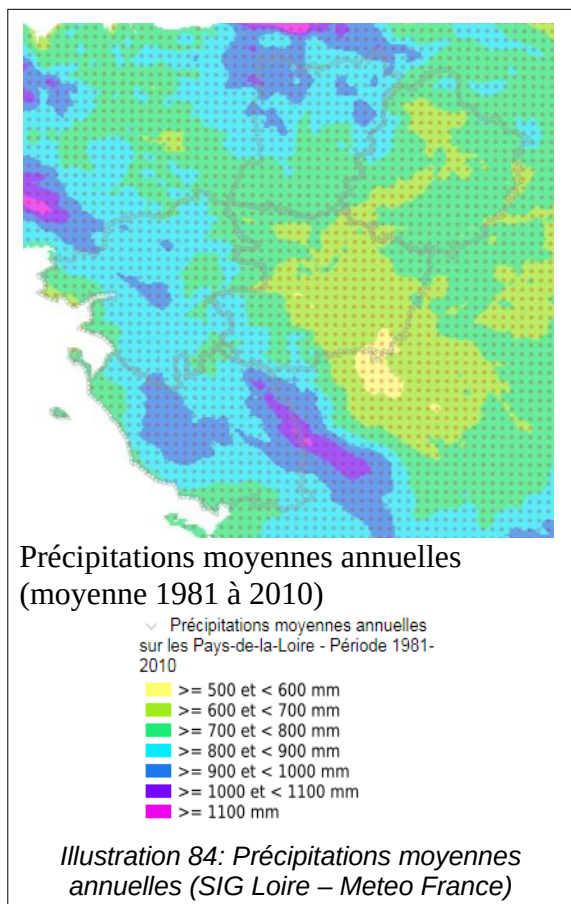 Précipitations moyennes annuelles
(moyenne 1981 à 2010)
Précipitations moyennes annuelles
sur les Pays-de-la-Loire - Période 1981-
2010
>= 500 et < 600 mm
>= 600 et < 700 mm
>= 700 et < 800 mm
>= 800 et < 900 mm
>= 900 et < 1000 mm
>= 1000 et < 1100 mm
>= 1100 mm
Illustration 84: Précipitations moyennes
annuelles (SIG Loire – Meteo France)